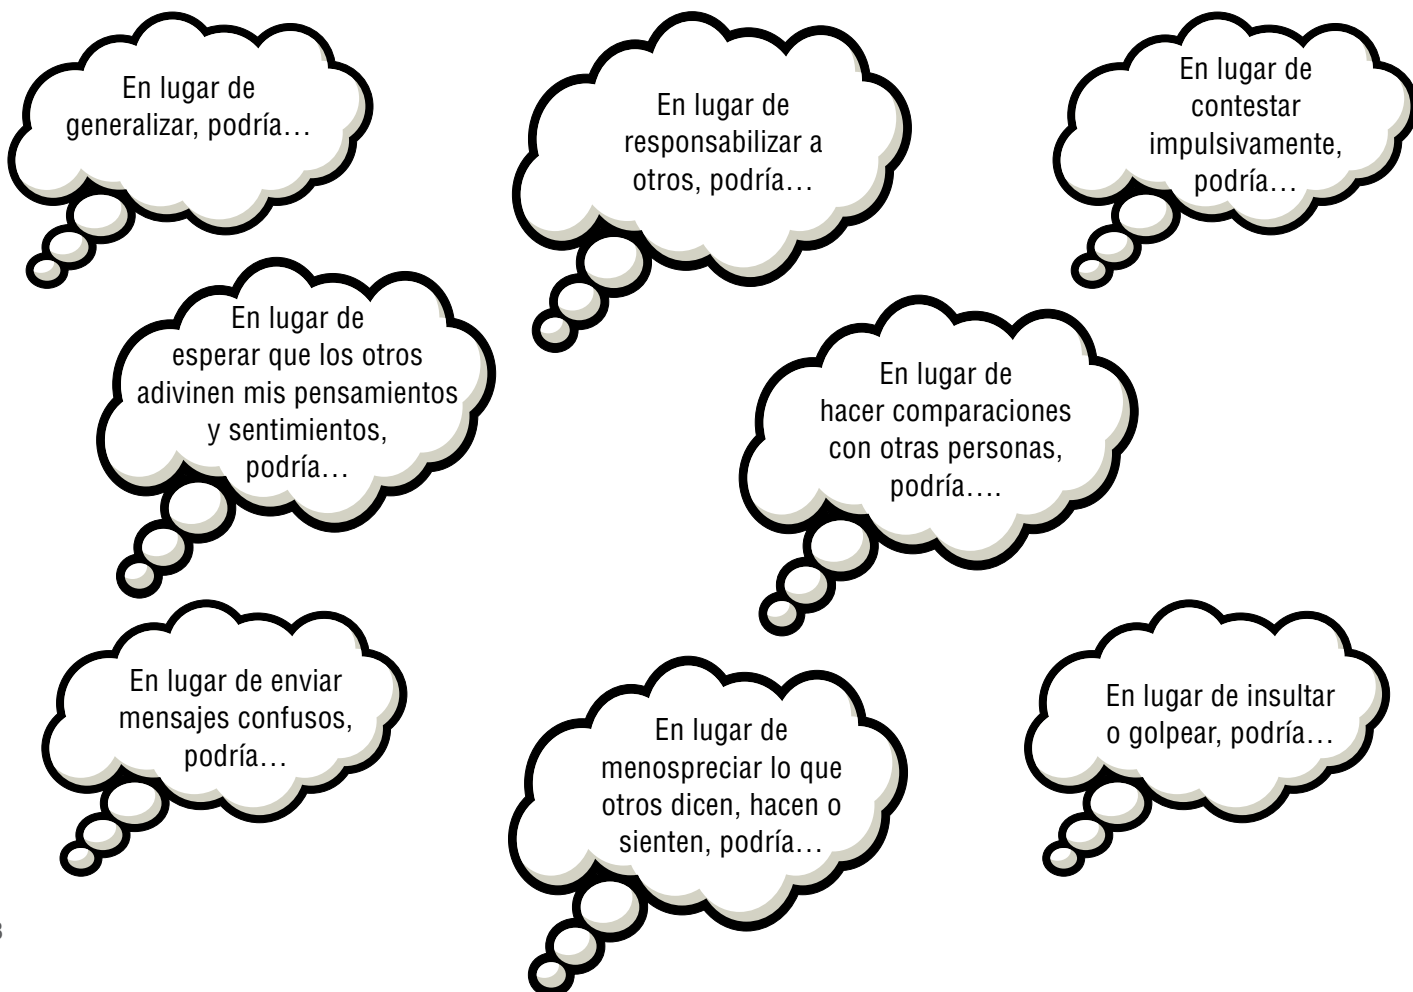 En lugar de
generalizar, podría…
En lugar de
responsabilizar a
otros, podría…
En lugar de
contestar
impulsivamente,
podría…
En lugar de
esperar que los otros
adivinen mis pensamientos
y sentimientos,
podría…
En lugar de
hacer comparaciones
con otras personas,
podría….
En lugar de enviar
mensajes confusos,
podría…
En lugar de
menospreciar lo que
otros dicen, hacen o
sienten, podría…
En lugar de insultar
o golpear, podría…